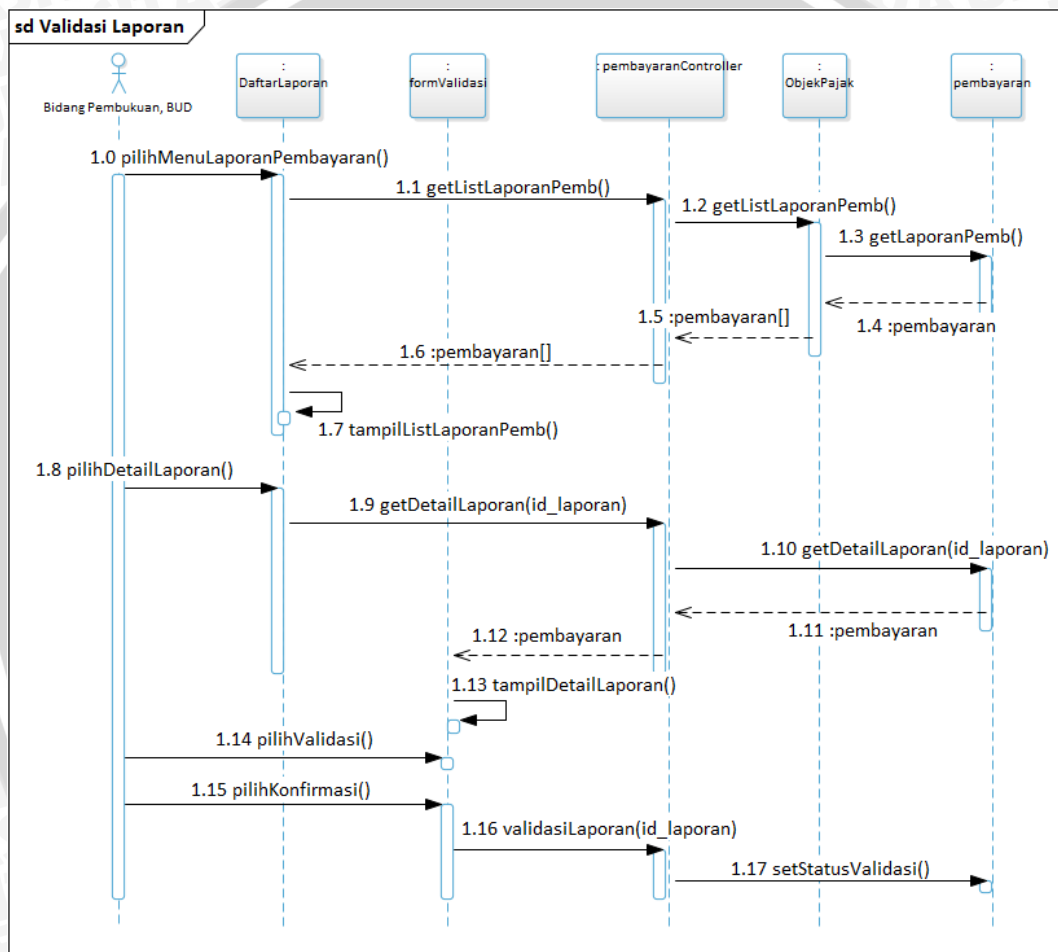 sd Validasi Laporan
Bidang Pembukuan, BUD
:
DaftarLaporan
:
formValidasi
: pembayaranController
:
ObjekPajak
:
pembayaran
1.0 pilihMenuLaporanPembayaran()
1.1 getListLaporanPemb()
1.2 getListLaporanPemb()
1.3 getLaporanPemb()
1.4 :pembayaran
1.5 :pembayaran[]
1.6 :pembayaran[]
1.7 tampilListLaporanPemb()
1.8 pilihDetailLaporan()
1.9 getDetailLaporan(id_laporan)
1.10 getDetailLaporan(id_laporan)
1.11 :pembayaran
1.12 :pembayaran
1.13 tampilDetailLaporan()
1.14 pilihValidasi()
1.15 pilihKonfirmasi()
1.16 validasiLaporan(id_laporan)
1.17 setStatusValidasi()